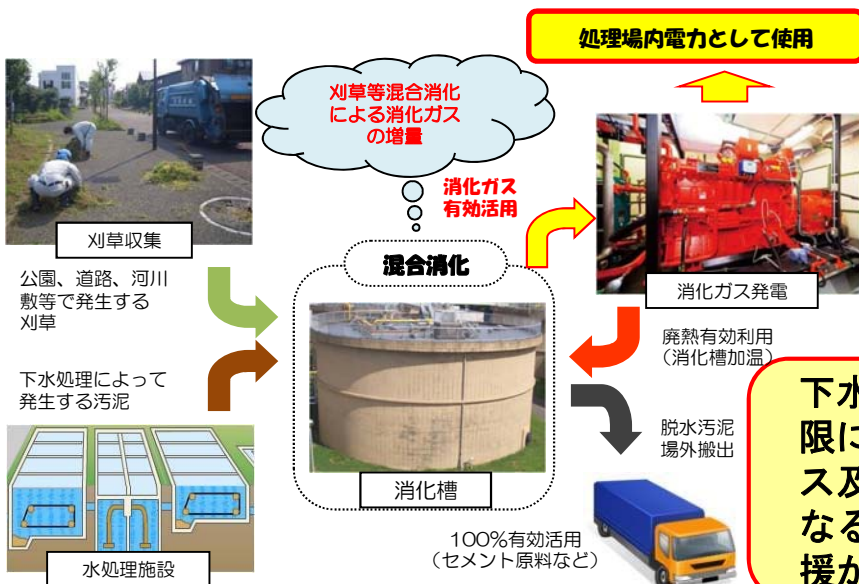 処理場内電力として使用
刈草等混合消化
による消化ガス
の増量
消化ガス
有効活用
刈草収集
混合消化
消化ガス発電
公園、道路、河川
敷等で発生する
刈草
廃熱有効利用
（消化槽加温）
下水処理によって
発生する汚泥
脱水汚泥
場外搬出
消化槽
水処理施設
100%有効活用
（セメント原料など）
下水
限に
ス及
なる
援か